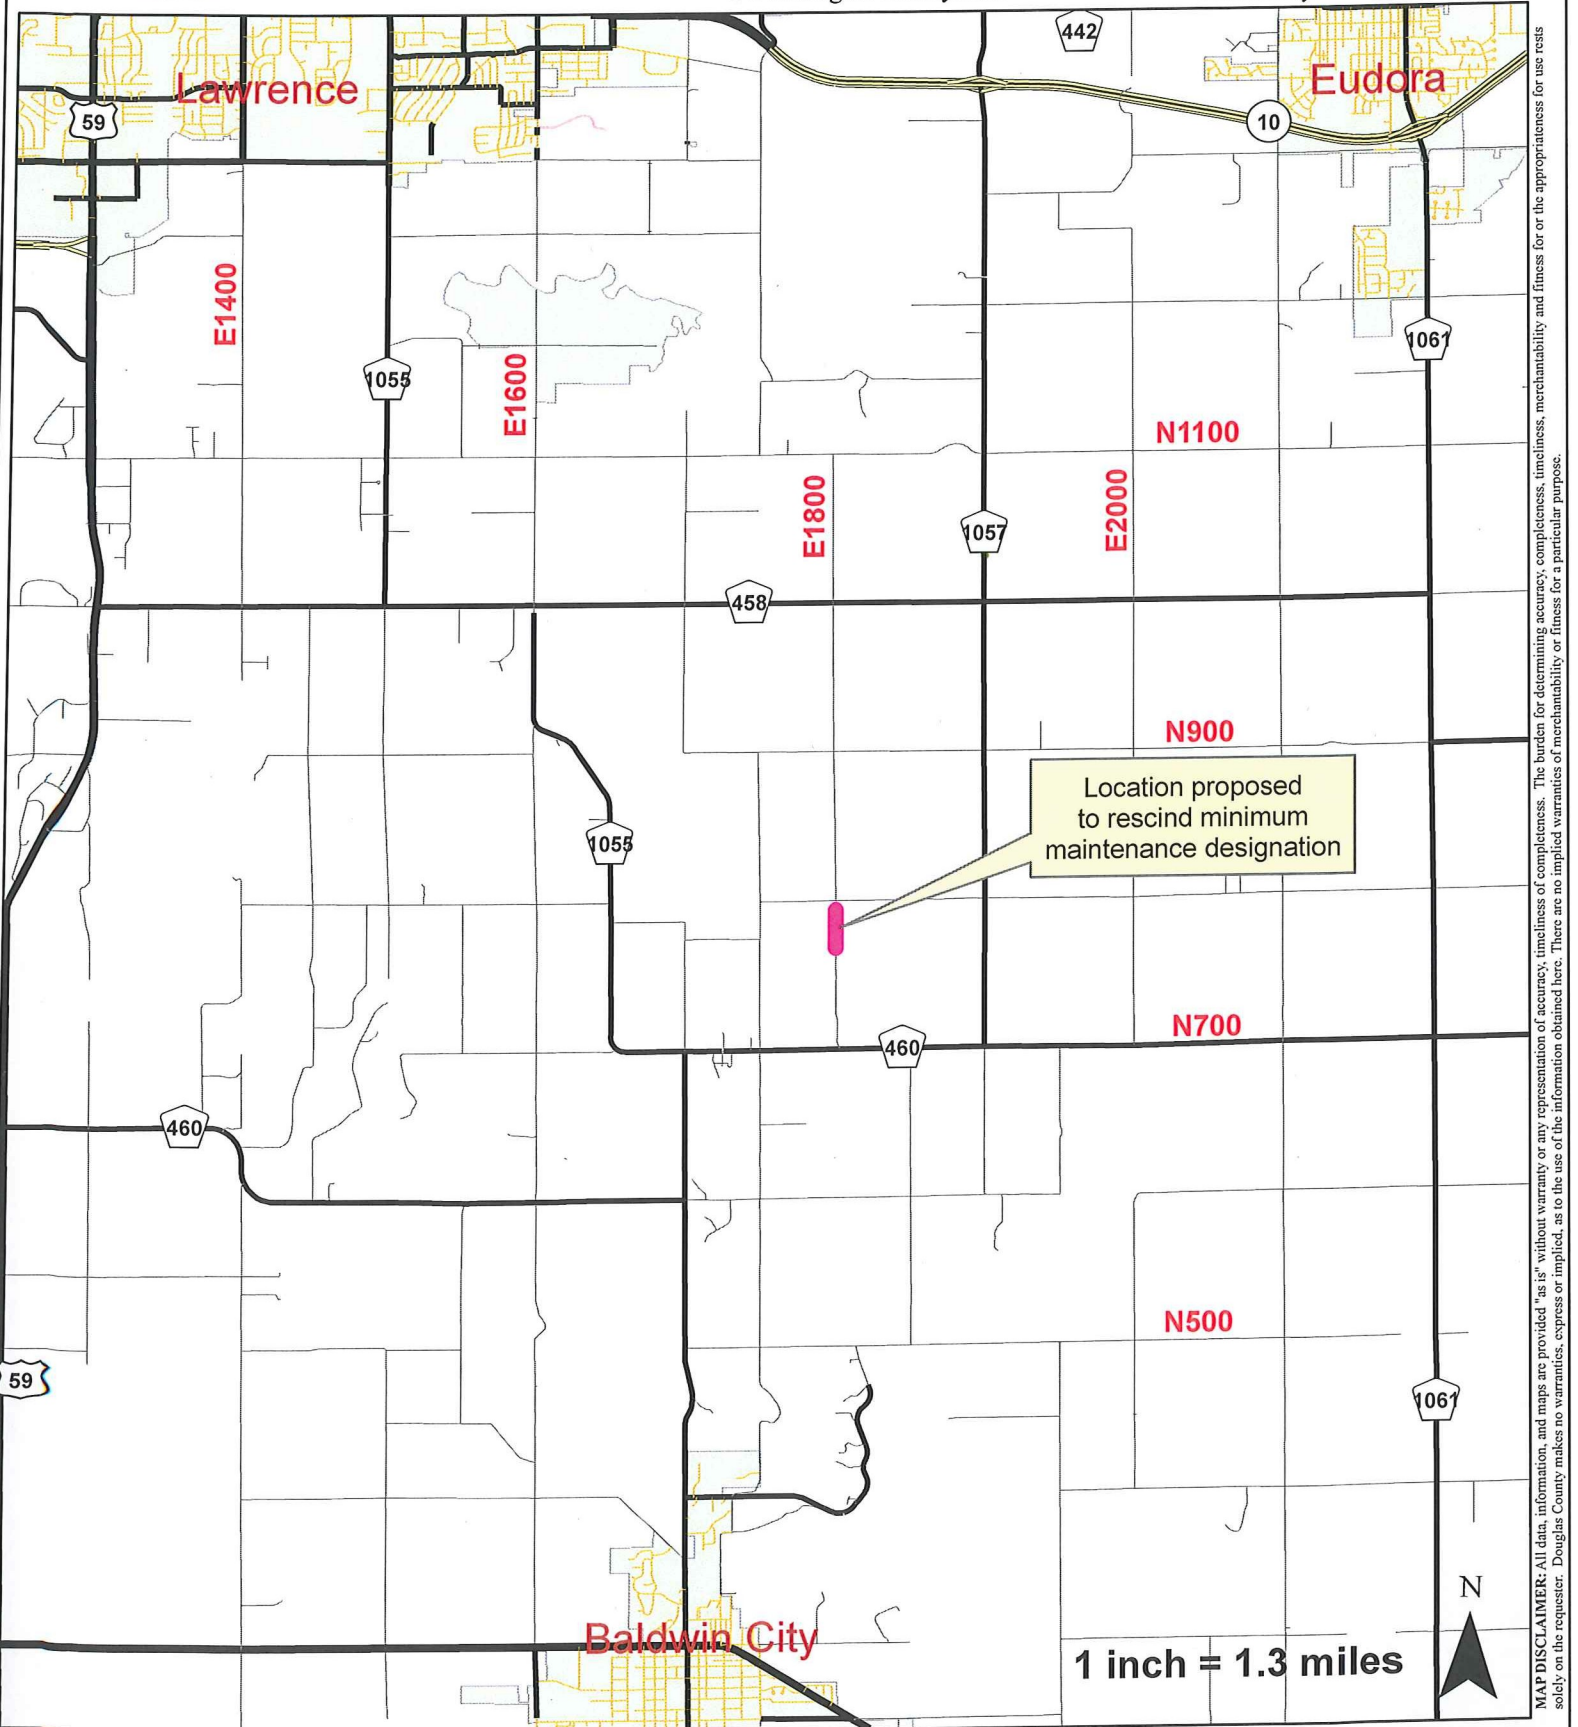 442
Lawrence
Eudora
59
10
E1400
1061
1055
E1600
N1100
E1800
E2000
1057
458
N900
Location proposed
to rescind minimum
maintenance designation
1055
N700
460
460
N500
59
1061
N
Baldwin City
1 inch = 1.3 miles
MAP DISCLAIMER: All data, information, and maps are provided "as is" without warranty or any representation of accuracy, timeliness of completeness. The burden for determining accuracy, completeness, timeliness, merchantability and fitness for or the appropriateness for use rests
solely on the requester. Douglas County makes no warranties, express or implied, as to the use of the information obtained here. There are no implied warranties of merchantability or fitness for a particular purpose.